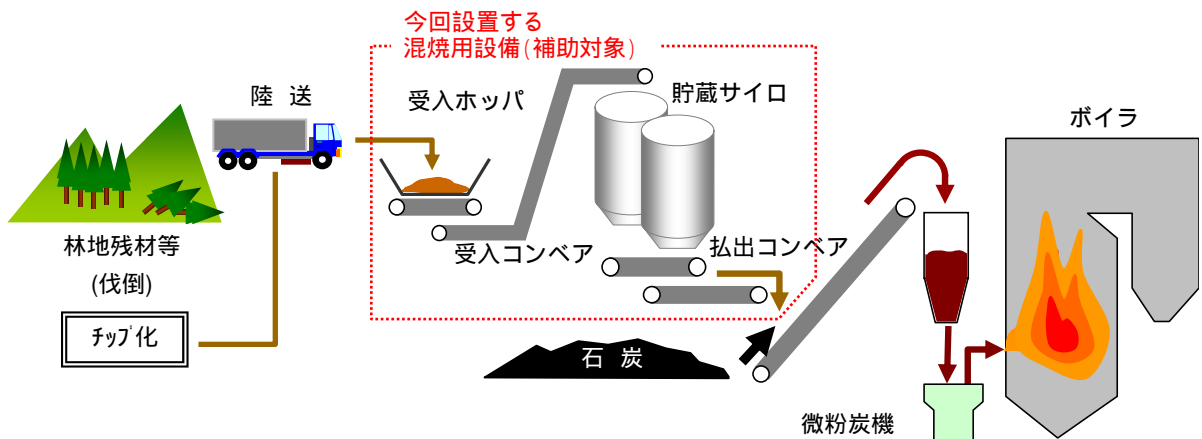 今回設置する
混焼用設備(補助対象)
陸 送
受入ホッパ
貯蔵サイロ
ボイラ
林地残材等
(伐倒)
受入コンベア
払出コンベア
ﾁｯﾌﾟ化
石 炭
微粉炭機